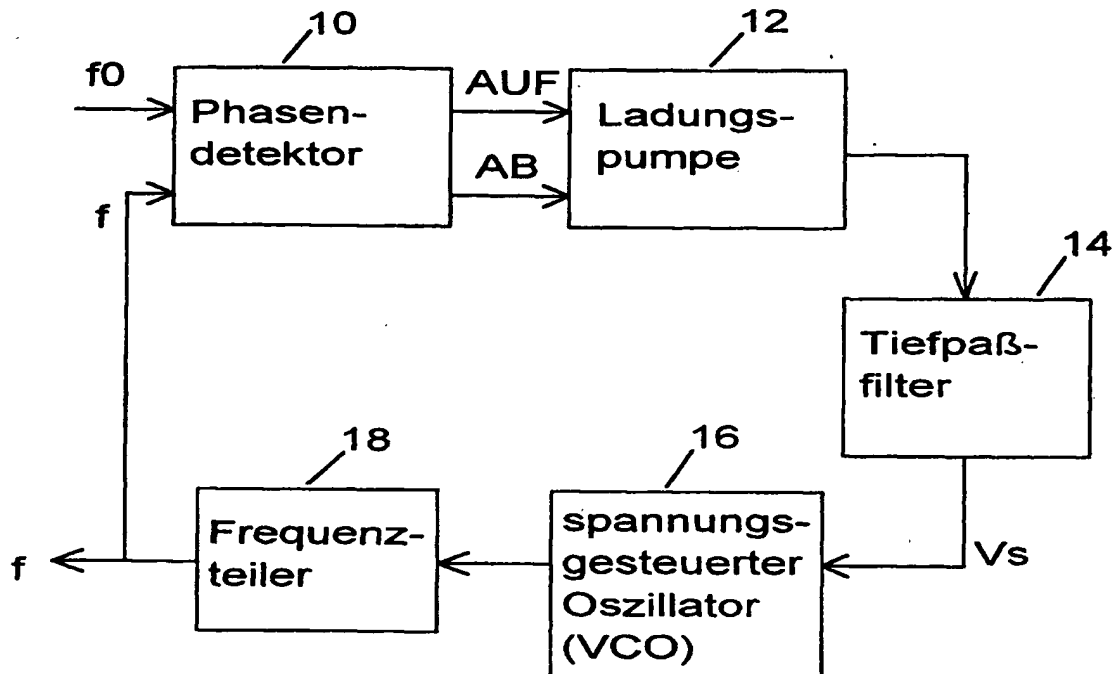 10
12
f0
AUF
Phasen-
detektor
Ladungs-
pumpe
AB
f
14
Tiefpaß-
filter
18
16
Frequenz-
teiler
spannungs-
gesteuerter
Oszillator
(VCO)
Vs
f